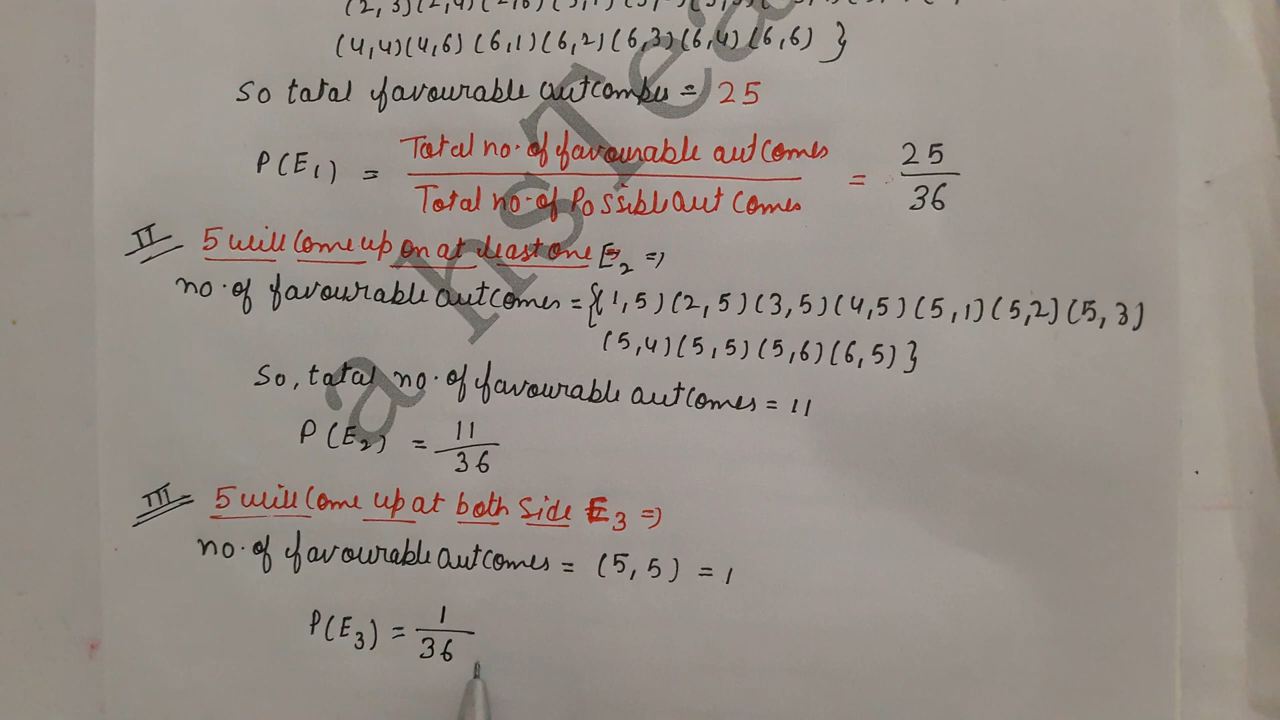 (4,4)(4,6)(6,1)(6,2)(6,3)(6,4)(6,6)}
So total favourable outcombu = 25
P(E1) = Total no. of favourable outcomes / Total no. of Possible out Comes = 25/36
II 5 will Come up on at least one E2 =>
no. of favourable outcomes = {(1,5)(2,5)(3,5)(4,5)(5,1)(5,2)(5,3)
(5,4)(5,5)(5,6)(6,5)}
So, total no. of favourable outcomes = 11
P(E2) = 11/36
III 5 will Come up at both Side E3 =>
no. of favourable outcomes = (5,5) = 1
P(E3) = 1/36